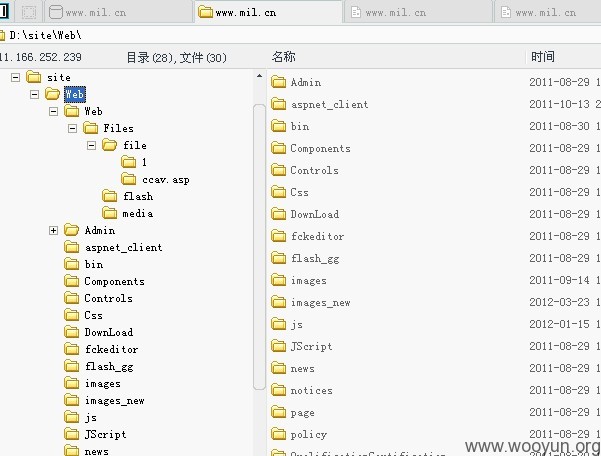 www.mil.cn www.mil.cn www.mil.cn www.mil.cn
D:\site\Web\
11.166.252.239 目录(28),文件(30) 名称 时间
site
Web
Web
Files
file
1
ccav.asp
flash
media
Admin
aspnet_client
bin
Components
Controls
Css
DownLoad
fckeditor
flash_gg
images
images_new
js
JScript
news
Admin 2011-08-29 1
aspnet_client 2011-10-13 2
bin 2011-08-30 1
Components 2011-08-29 1
Controls 2011-08-29 1
Css 2011-08-29 1
DownLoad 2011-08-29 1
fckeditor 2011-08-29 1
flash_gg 2011-08-29 1
images 2011-09-14 1
images_new 2012-03-23 1
js 2012-01-15 1
JScript 2011-08-29 1
news 2011-08-29 1
notices 2011-08-29 1
page 2011-08-29 1
policy 2011-08-29 1
www.wooyun.org